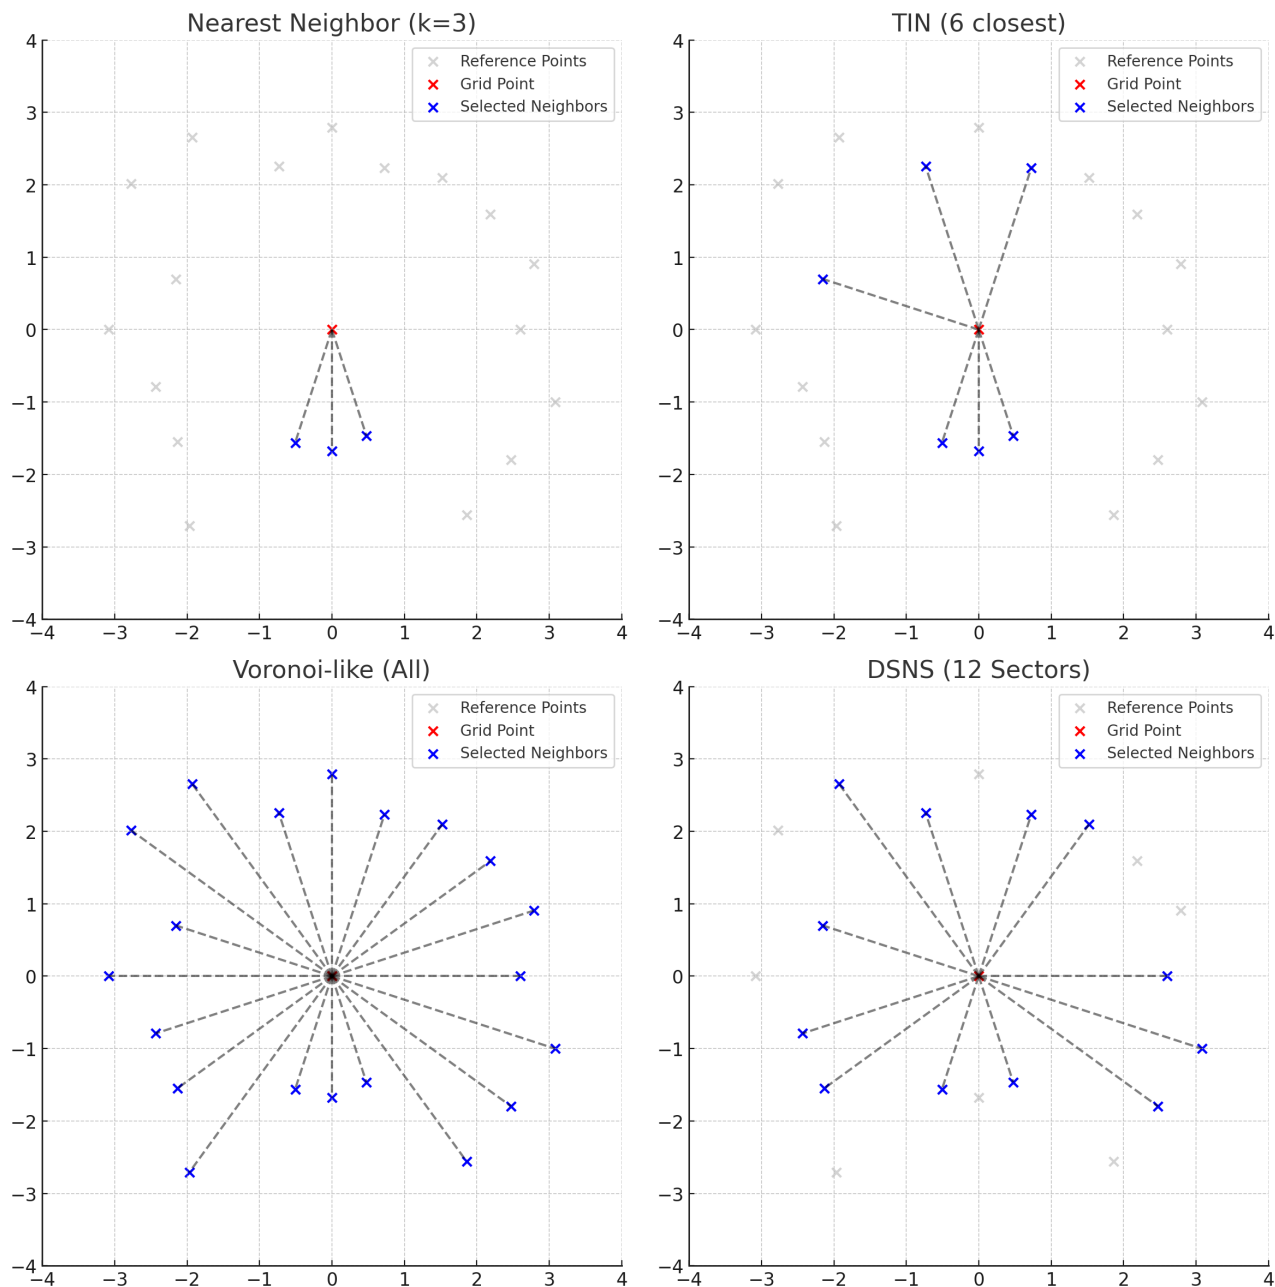 Nearest Neighbor (k=3)
Reference Points
Grid Point
Selected Neighbors
4
3
2
1
0
−1
−2
−3
−4
−4 −3 −2 −1 0 1 2 3 4
TIN (6 closest)
Reference Points
Grid Point
Selected Neighbors
4
3
2
1
0
−1
−2
−3
−4
−4 −3 −2 −1 0 1 2 3 4
Voronoi-like (All)
Reference Points
Grid Point
Selected Neighbors
4
3
2
1
0
−1
−2
−3
−4
−4 −3 −2 −1 0 1 2 3 4
DSNS (12 Sectors)
Reference Points
Grid Point
Selected Neighbors
4
3
2
1
0
−1
−2
−3
−4
−4 −3 −2 −1 0 1 2 3 4